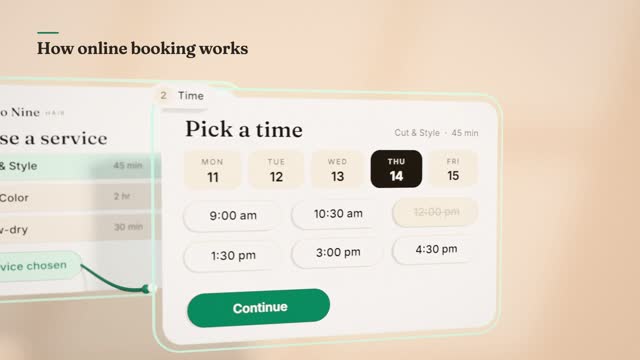 How online booking works
o Nine HAIR
se a service
& Style 45 min
Color 2 hr
w-dry 30 min
vice chosen
2 Time
Pick a time
Cut & Style · 45 min
MON TUE WED THU FRI
11 12 13 14 15
9:00 am 10:30 am 12:00 pm
1:30 pm 3:00 pm 4:30 pm
Continue